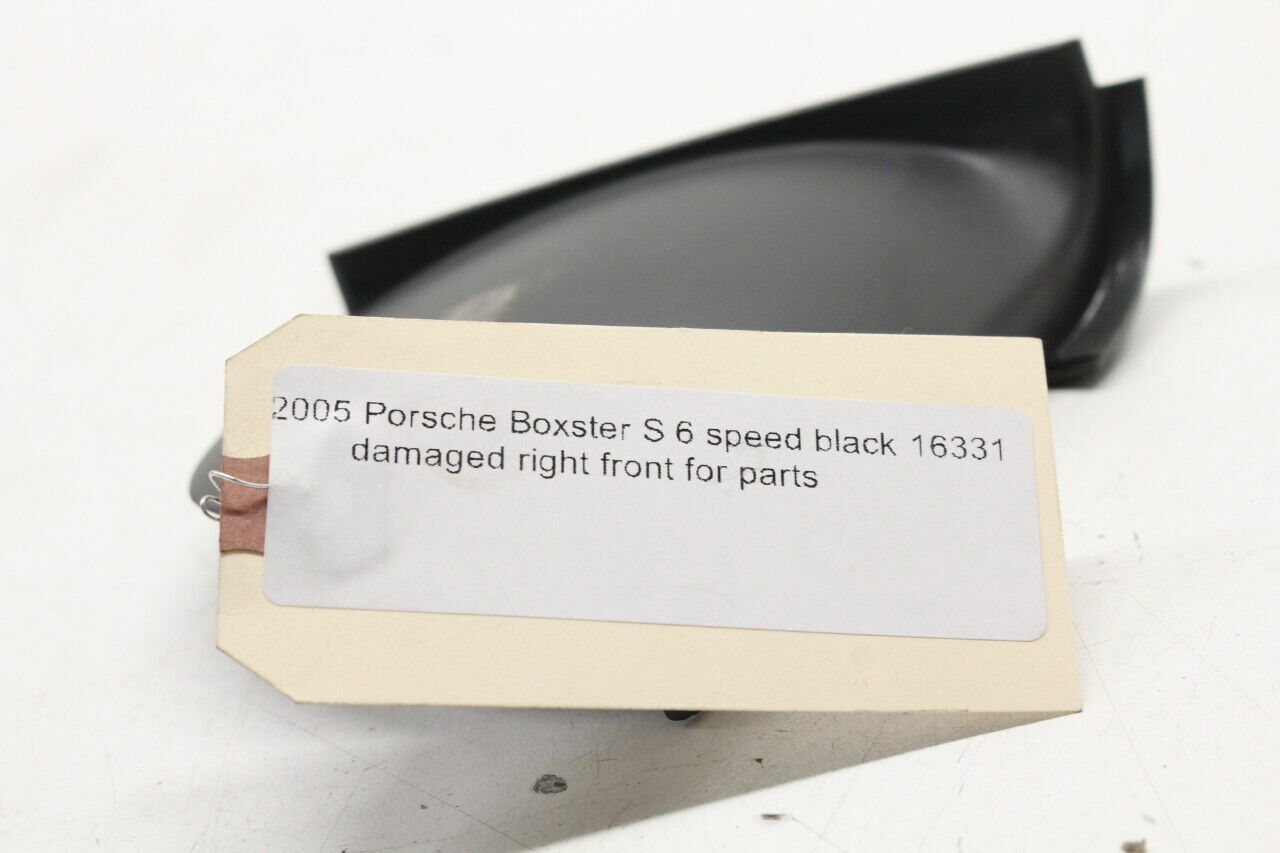 2005 Porsche Boxster S 6 speed black 16331
damaged right front for parts